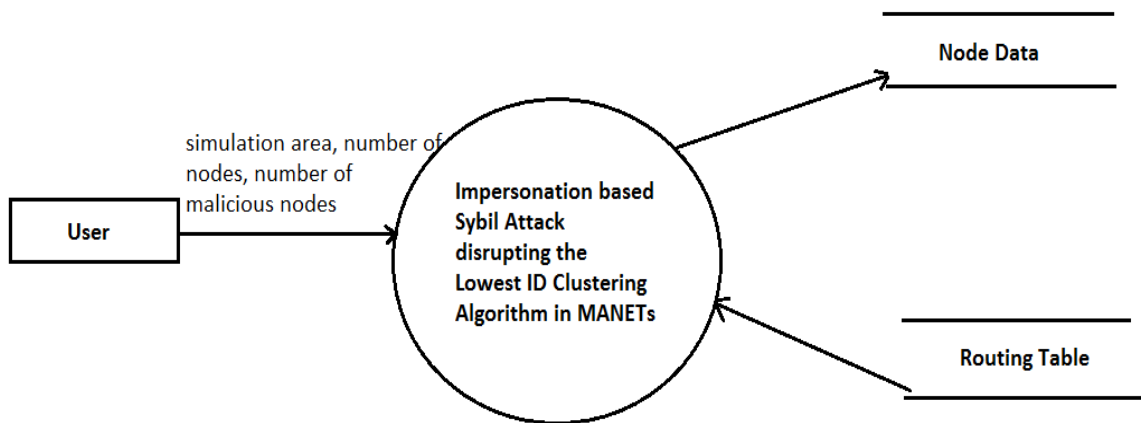 Node Data
simulation area, number of
nodes, number of
malicious nodes
User
Impersonation based
Sybil Attack
disrupting the
Lowest ID Clustering
Algorithm in MANETs
Routing Table